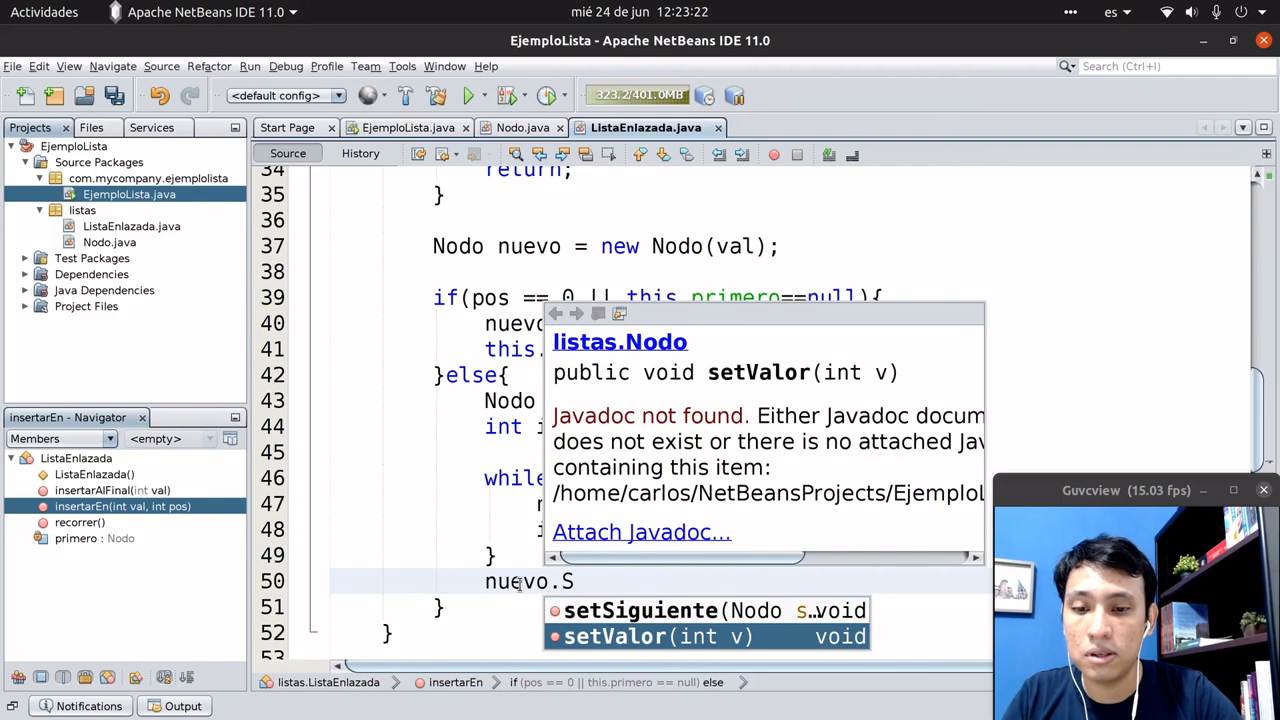 Actividades
Apache NetBeans IDE 11.0
mié 24 de jun 12:23:22
es
EjemploLista - Apache NetBeans IDE 11.0
File Edit View Navigate Source Refactor Run Debug Profile Team Tools Window Help
Search (Ctrl+I)
<default config>
323.2/401.0MB
Projects Files Services
Start Page EjemploLista.java Nodo.java ListaEnlazada.java
EjemploLista
Source Packages
com.mycompany.ejemplolista
EjemploLista.java
listas
ListaEnlazada.java
Nodo.java
Test Packages
Dependencies
Java Dependencies
Project Files
Source History
34 return;
35 }
36
37 Nodo nuevo = new Nodo(val);
38
39 if(pos == 0 || this.primero==null){
40 nuevo
41 this.
42 }else{
43 Nodo
44 int i
45
46 while
47 n
48 i
49 }
50 nuevo.S
51 }
52 }
53
listas.Nodo
public void setValor(int v)
Javadoc not found. Either Javadoc docum
does not exist or there is no attached Jav
containing this item:
/home/carlos/NetBeansProjects/EjemploL
Attach Javadoc...
setSiguiente(Nodo s… void
setValor(int v) void
insertarEn - Navigator
Members <empty>
ListaEnlazada
ListaEnlazada()
insertarAlFinal(int val)
insertarEn(int val, int pos)
recorrer()
primero : Nodo
listas.ListaEnlazada insertarEn if (pos == 0 || this.primero == null) else
Notifications Output
Guvcview (15.03 fps)